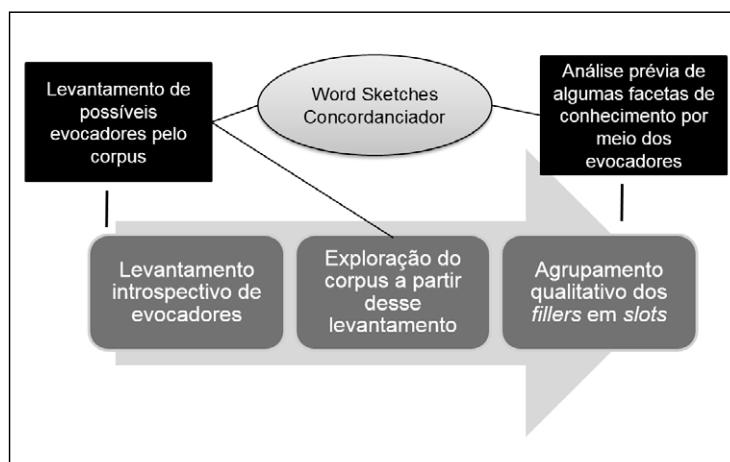 Levantamento de
possíveis
evocadores pelo
corpus
Word Sketches
Concordanciador
Análise prévia de
algumas facetas de
conhecimento por
meio dos
evocadores
Levantamento
introspectivo de
evocadores
Exploração do
corpus a partir
desse
levantamento
Agrupamento
qualitativo dos
fillers em slots